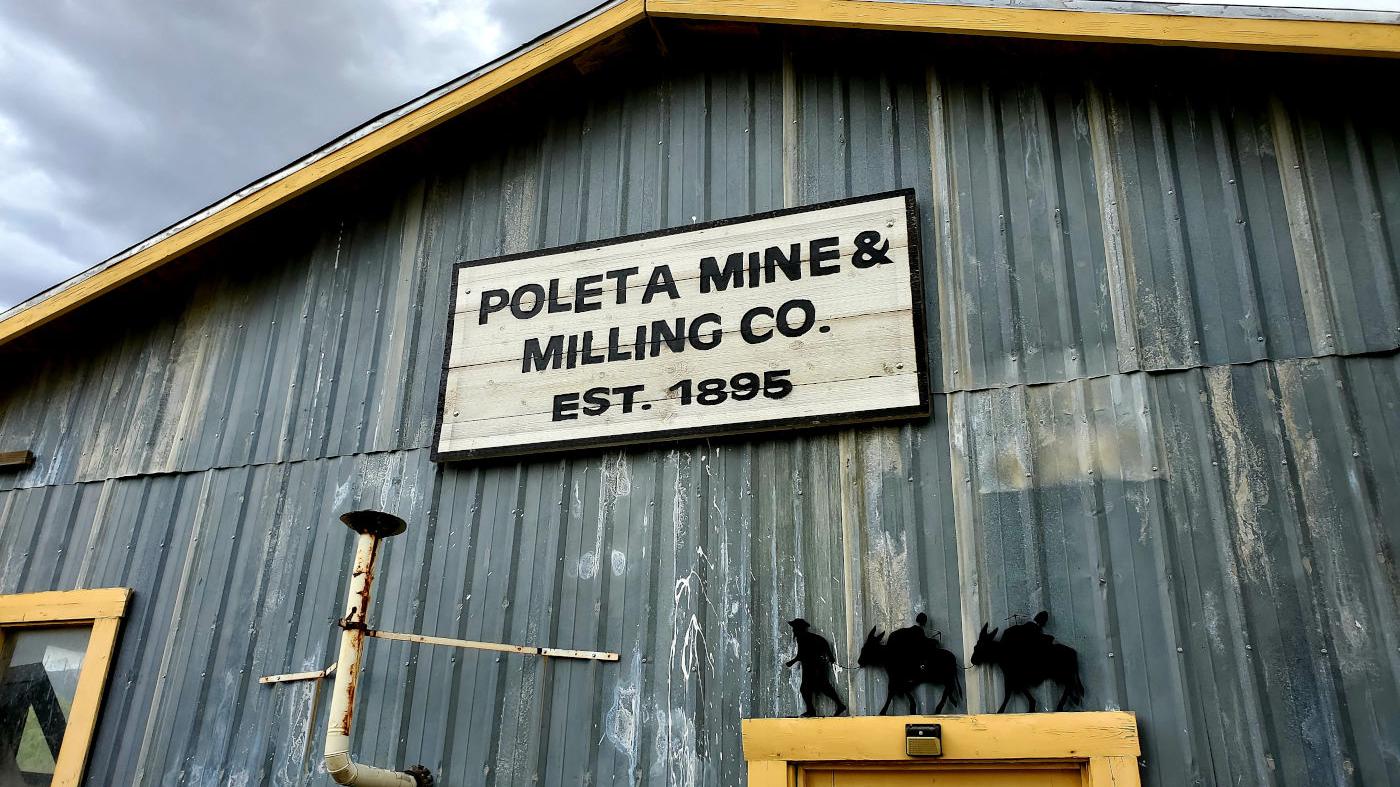 POLETA MINE &
MILLING CO.
EST. 1895